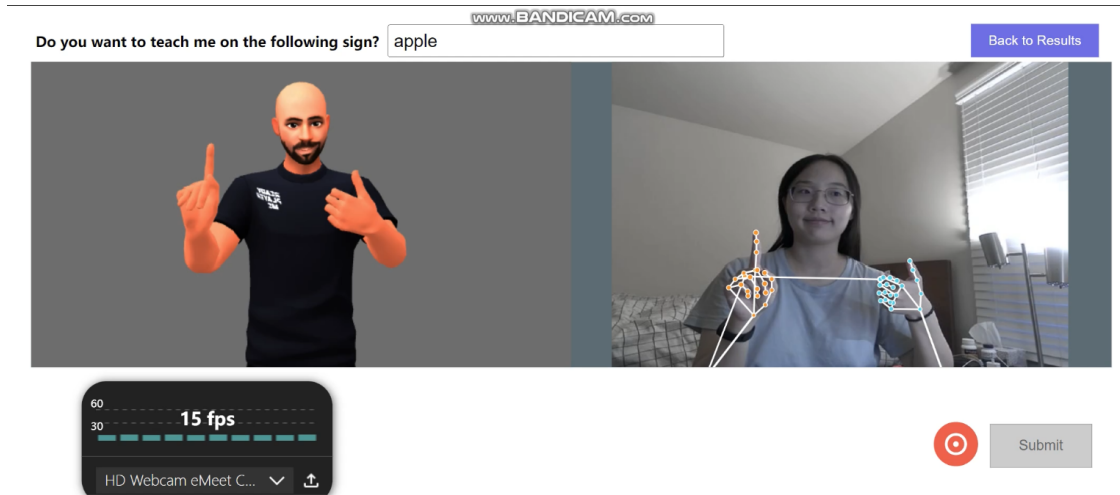 www.BANDICAM.com
Do you want to teach me on the following sign? apple
Back to Results
60
30
15 fps
HD Webcam eMeet C...
Submit